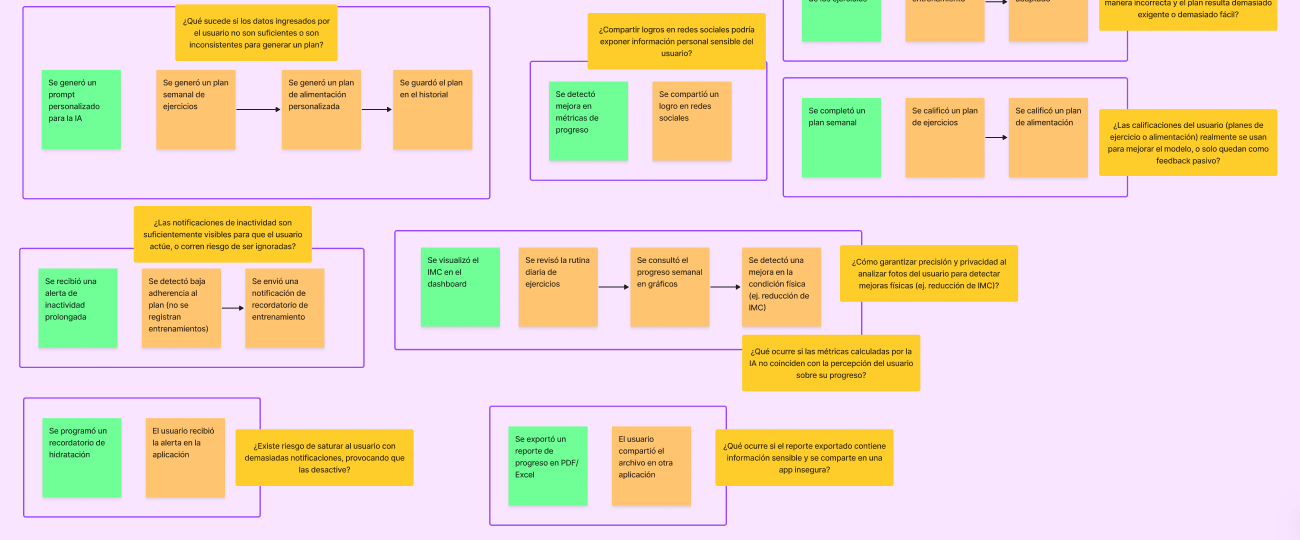 ¿Qué sucede si los datos ingresados por
el usuario no son suficientes o son
inconsistentes para generar un plan?
Se generó un
prompt
personalizado
para la IA
Se generó un plan
semanal de
ejercicios
Se generó un plan
de alimentación
personalizada
Se guardó el plan
en el historial
¿Compartir logros en redes sociales podría
exponer información personal sensible del
usuario?
Se detectó
mejora en
métricas de
progreso
Se compartió un
logro en redes
sociales
manera incorrecta y el plan resulta demasiado
exigente o demasiado fácil?
Se completó un
plan semanal
Se calificó un plan
de ejercicios
Se calificó un plan
de alimentación
¿Las calificaciones del usuario (planes de
ejercicio o alimentación) realmente se usan
para mejorar el modelo, o solo quedan como
feedback pasivo?
¿Las notificaciones de inactividad son
suficientemente visibles para que el usuario
actúe, o corren riesgo de ser ignoradas?
Se recibió una
alerta de
inactividad
prolongada
Se detectó baja
adherencia al
plan (no se
registran
entrenamientos)
Se envió una
notificación de
recordatorio de
entrenamiento
Se visualizó el
IMC en el
dashboard
Se revisó la rutina
diaria de
ejercicios
Se consultó el
progreso semanal
en gráficos
Se detectó una
mejora en la
condición física
(ej. reducción de
IMC)
¿Cómo garantizar precisión y privacidad al
analizar fotos del usuario para detectar
mejoras físicas (ej. reducción de IMC)?
¿Qué ocurre si las métricas calculadas por la
IA no coinciden con la percepción del usuario
sobre su progreso?
Se programó un
recordatorio de
hidratación
El usuario recibió
la alerta en la
aplicación
¿Existe riesgo de saturar al usuario con
demasiadas notificaciones, provocando que
las desactive?
Se exportó un
reporte de
progreso en PDF/
Excel
El usuario
compartió el
archivo en otra
aplicación
¿Qué ocurre si el reporte exportado contiene
información sensible y se comparte en una
app insegura?